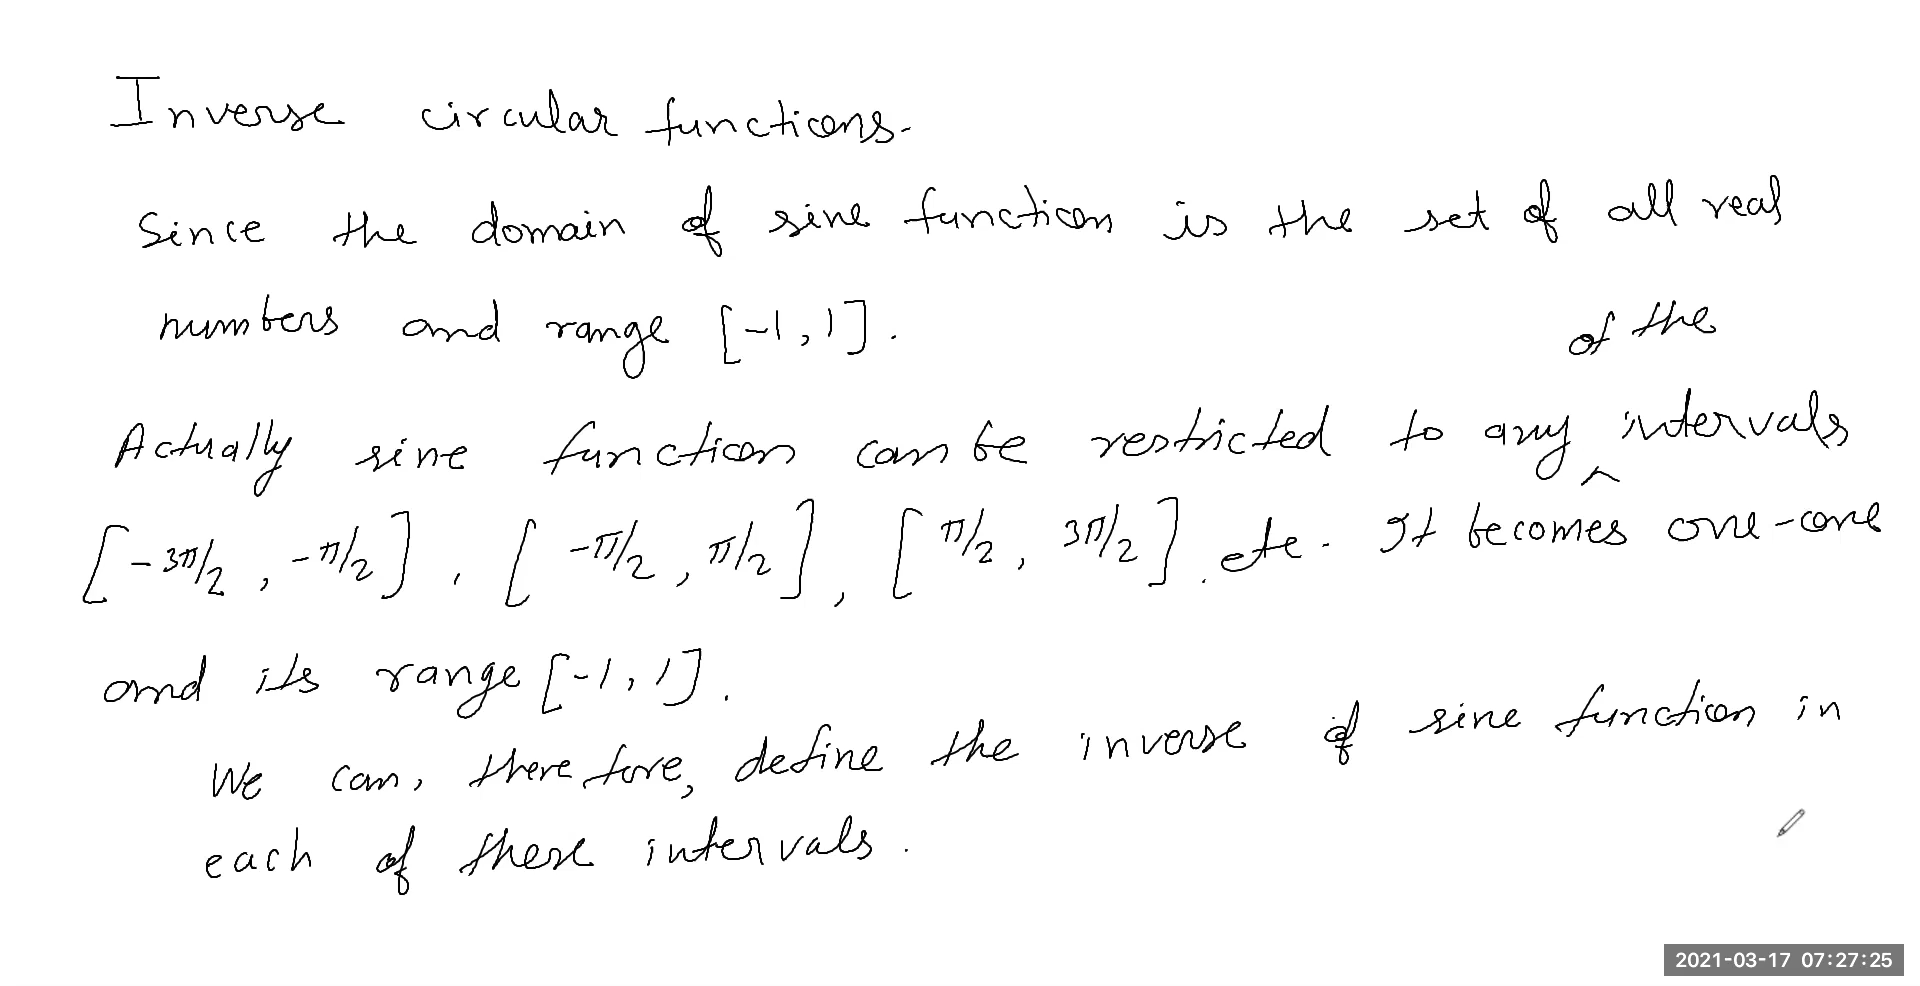 Inverse circular functions.
Since the domain of sine function is the set of all real
numbers and range [-1, 1].
Actually sine function can be restricted to any of the intervals
[-3π/2, -π/2], [-π/2, π/2], [π/2, 3π/2], etc. It becomes one-one
and its range [-1, 1].
We can, therefore, define the inverse of sine function in
each of these intervals.
2021-03-17 07:27:25